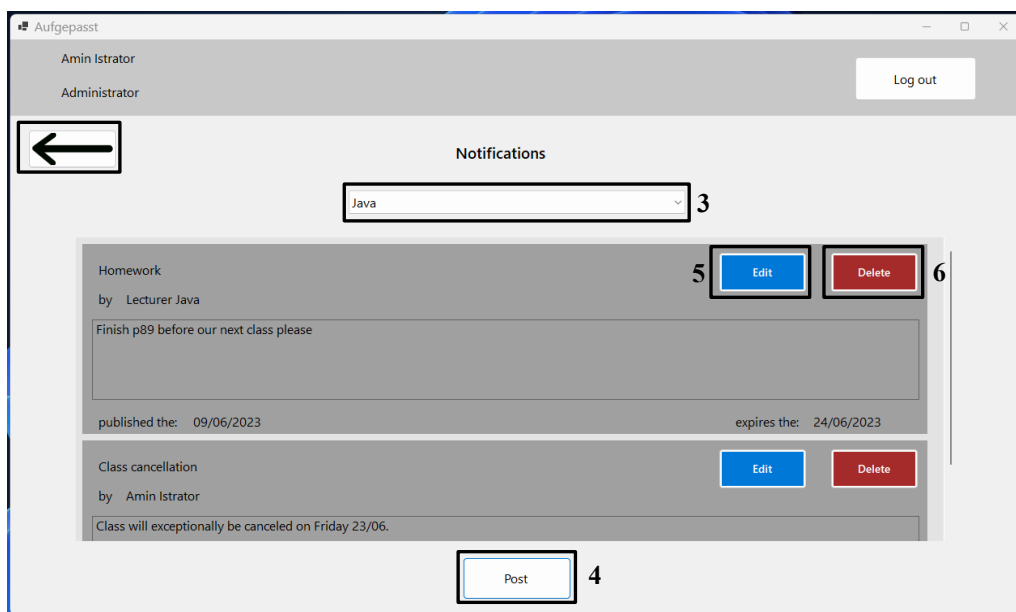 Aufgepasst
Amin Istrator
Administrator
Log out
Notifications
Java
3
Homework
5
Edit
Delete
6
by Lecturer Java
Finish p89 before our next class please
published the: 09/06/2023
expires the: 24/06/2023
Class cancellation
Edit
Delete
by Amin Istrator
Class will exceptionally be canceled on Friday 23/06.
Post
4